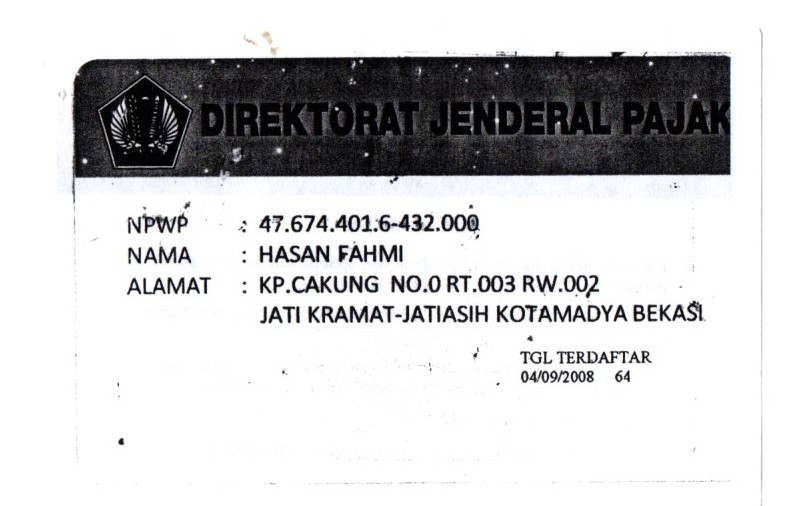 DIREKTORAT JENDERAL PAJAK
NPWP : 47.674.401.6-432.000
NAMA : HASAN FAHMI
ALAMAT : KP.CAKUNG NO.0 RT.003 RW.002
JATI KRAMAT-JATIASIH KOTAMADYA BEKASI
TGL TERDAFTAR
04/09/2008 64